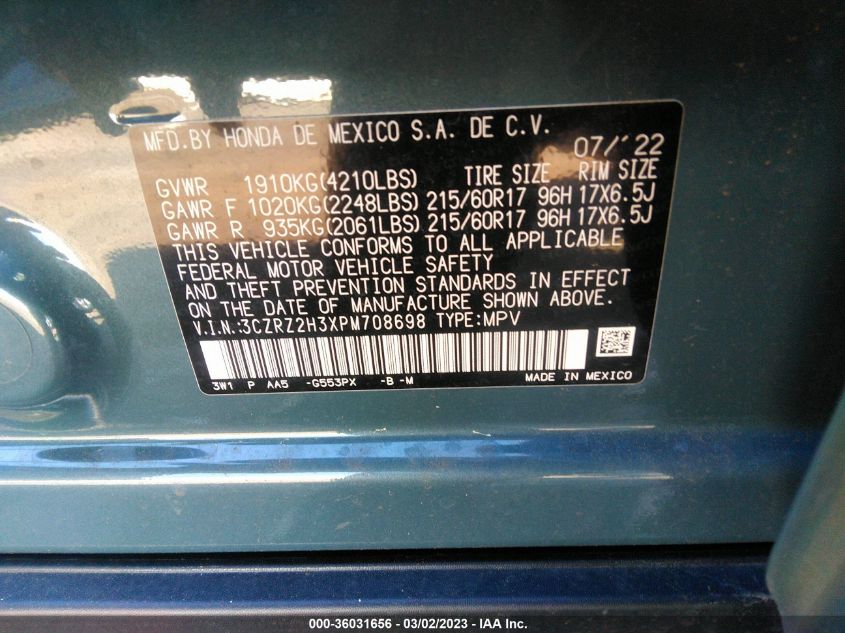 MFD.BY HONDA DE MEXICO S.A. DE C.V.
07/'22
GVWR 1910KG(4210LBS) TIRE SIZE RIM SIZE
GAWR F 1020KG(2248LBS) 215/60R17 96H 17X6.5J
GAWR R 935KG(2061LBS) 215/60R17 96H 17X6.5J
THIS VEHICLE CONFORMS TO ALL APPLICABLE
FEDERAL MOTOR VEHICLE SAFETY
AND THEFT PREVENTION STANDARDS IN EFFECT
ON THE DATE OF MANUFACTURE SHOWN ABOVE.
V.I.N.:3CZRZ2H3XPM708698 TYPE:MPV
3W1 P AA5 -G553PX -B -M MADE IN MEXICO
000-36031656 — 03/02/2023 — IAA Inc.